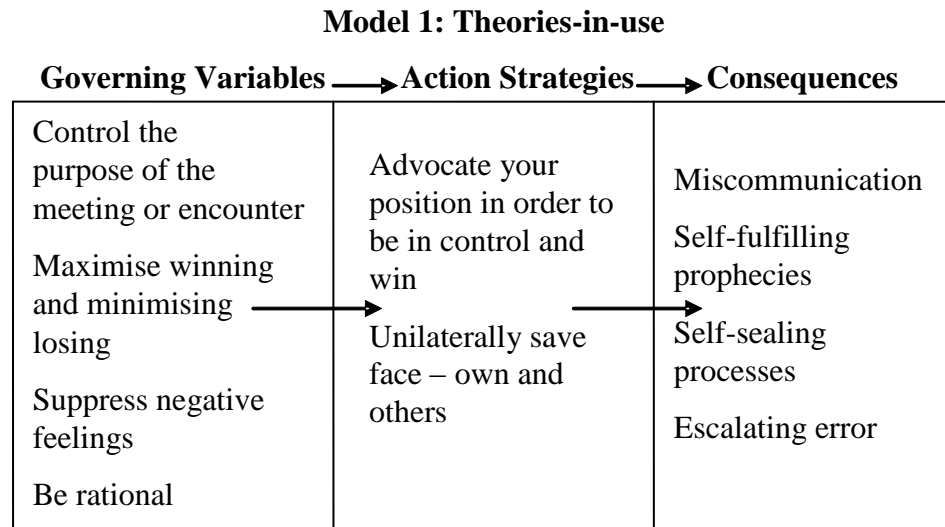 Model 1: Theories-in-use
Governing Variables Action Strategies Consequences
Control the
purpose of the
meeting or encounter
Maximise winning
and minimising
losing
Suppress negative
feelings
Be rational
Advocate your
position in order to
be in control and
win
Unilaterally save
face – own and
others
Miscommunication
Self-fulfilling
prophecies
Self-sealing
processes
Escalating error